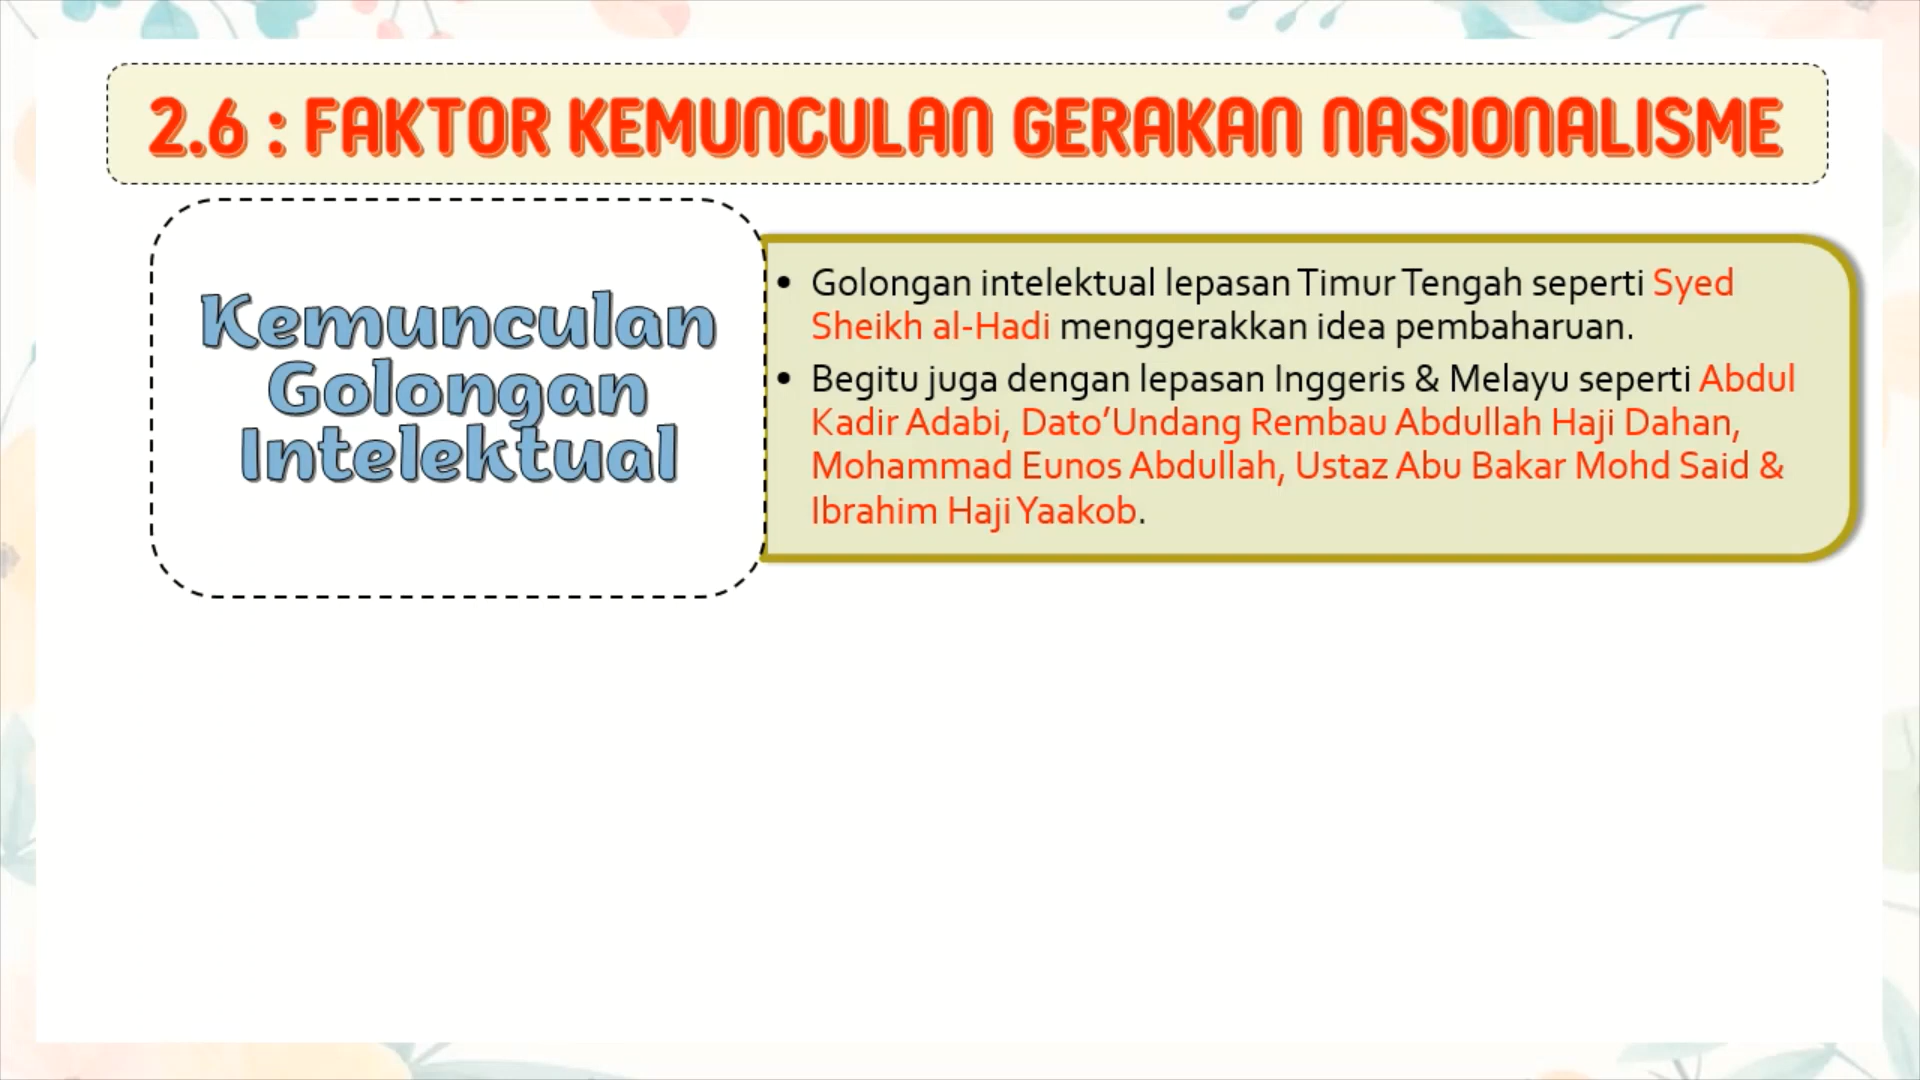 2.6 : FAKTOR KEMUNCULAN GERAKAN NASIONALISME
Kemunculan
Golongan
Intelektual
• Golongan intelektual lepasan Timur Tengah seperti Syed
Sheikh al-Hadi menggerakkan idea pembaharuan.
• Begitu juga dengan lepasan Inggeris & Melayu seperti Abdul
Kadir Adabi, Dato’Undang Rembau Abdullah Haji Dahan,
Mohammad Eunos Abdullah, Ustaz Abu Bakar Mohd Said &
Ibrahim Haji Yaakob.